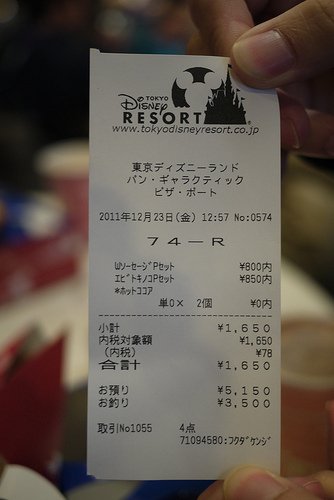 TOKYO
Disney
RESORT®
www.tokyodisneyresort.co.jp
東京ディズニーランド
パン・ギャラクティック
ピザ・ポート
2011年12月23日(金) 12:57 No:0574
74-R
Wソーセージ Pセット ¥800内
エビトキノコPセット ¥850内
*ホットココア
単0× 2個 ¥0内
小計 ¥1,650
内税対象額 ¥1,650
(内税) ¥78
合計 ¥1,650
お預り ¥5,150
お釣り ¥3,500
取引No1055 4点
71094580:フクダ ケンジ